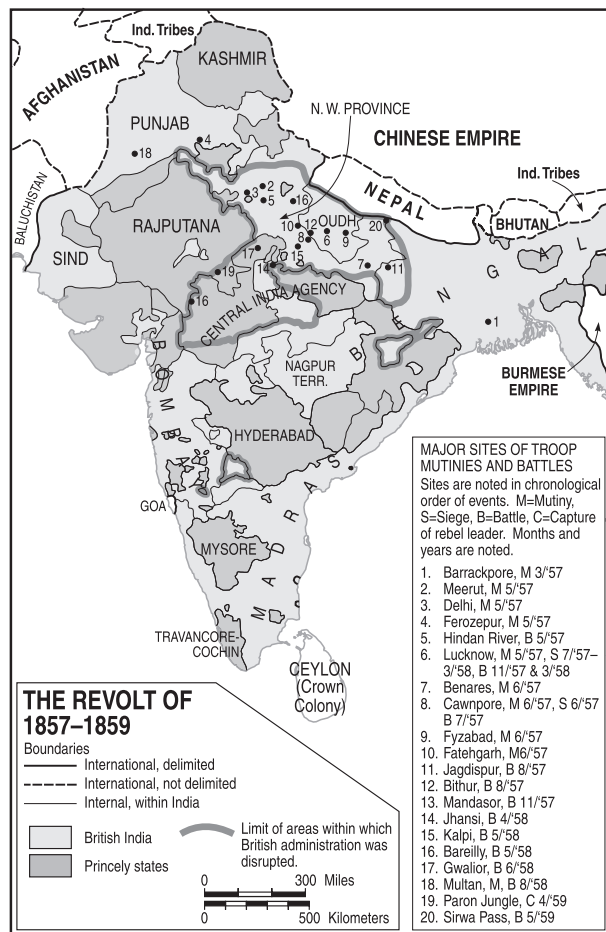 Ind. Tribes
KASHMIR
AFGHANISTAN
N. W. PROVINCE
PUNJAB
4
18
CHINESE EMPIRE
Ind. Tribes
BALUCHISTAN
2
3
5
16
NEPAL
BHUTAN
RAJPUTANA
OUDH
10
12
8
6
9
20
SIND
17
15
14
7
11
19
16
CENTRAL INDIA AGENCY
BENGAL
1
BURMESE
EMPIRE
BOMBAY
NAGPUR
TERR.
HYDERABAD
GOA
MADRAS
MYSORE
TRAVANCORE-
COCHIN
CEYLON
(Crown
Colony)
MAJOR SITES OF TROOP
MUTINIES AND BATTLES
Sites are noted in chronological
order of events. M=Mutiny,
S=Siege, B=Battle, C=Capture
of rebel leader. Months and
years are noted.
1. Barrackpore, M 3/‘57
2. Meerut, M 5/‘57
3. Delhi, M 5/‘57
4. Ferozepur, M 5/‘57
5. Hindan River, B 5/‘57
6. Lucknow, M 5/‘57, S 7/‘57–
3/‘58, B 11/‘57 & 3/‘58
7. Benares, M 6/‘57
8. Cawnpore, M 6/‘57, S 6/‘57
B 7/‘57
9. Fyzabad, M 6/‘57
10. Fatehgarh, M6/‘57
11. Jagdispur, B 8/‘57
12. Bithur, B 8/‘57
13. Mandasor, B 11/‘57
14. Jhansi, B 4/‘58
15. Kalpi, B 5/‘58
16. Bareilly, B 5/‘58
17. Gwalior, B 6/‘58
18. Multan, M, B 8/‘58
19. Paron Jungle, C 4/‘59
20. Sirwa Pass, B 5/‘59
THE REVOLT OF
1857–1859
Boundaries
International, delimited
International, not delimited
Internal, within India
British India
Princely states
Limit of areas within which
British administration was
disrupted.
0 300 Miles
0 500 Kilometers